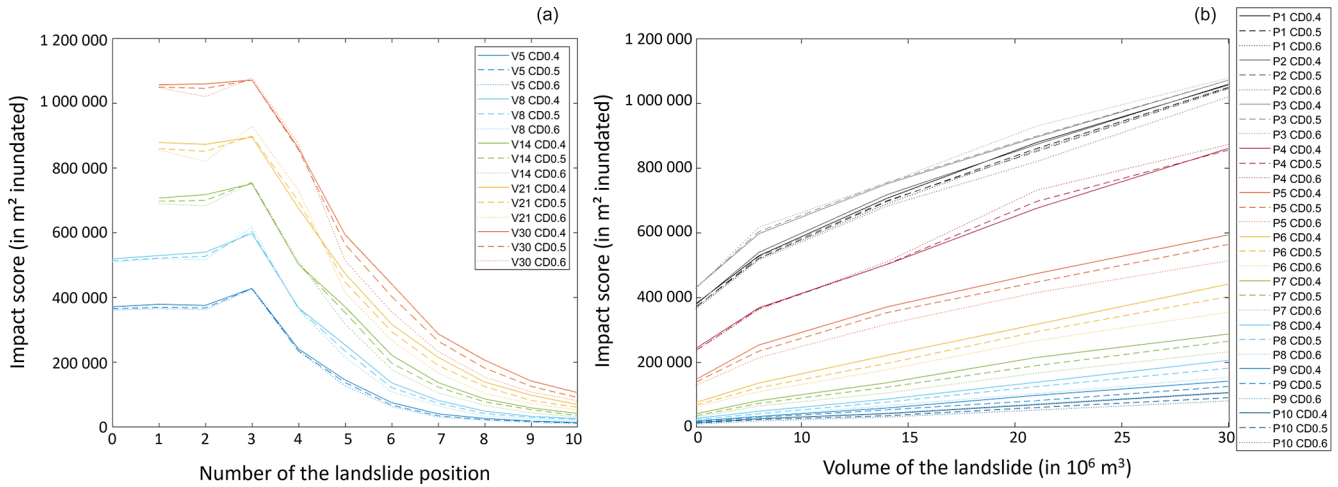 (a)
1 200 000
1 000 000
800 000
600 000
400 000
200 000
0
Impact score (in m² inundated)
0 1 2 3 4 5 6 7 8 9 10
Number of the landslide position
V5 CD0.4
V5 CD0.5
V5 CD0.6
V8 CD0.4
V8 CD0.5
V8 CD0.6
V14 CD0.4
V14 CD0.5
V14 CD0.6
V21 CD0.4
V21 CD0.5
V21 CD0.6
V30 CD0.4
V30 CD0.5
V30 CD0.6
(b)
1 200 000
1 000 000
800 000
600 000
400 000
200 000
0
Impact score (in m² inundated)
0 10 15 20 25 30
Volume of the landslide (in 10⁶ m³)
P1 CD0.4
P1 CD0.5
P1 CD0.6
P2 CD0.4
P2 CD0.5
P2 CD0.6
P3 CD0.4
P3 CD0.5
P3 CD0.6
P4 CD0.4
P4 CD0.5
P4 CD0.6
P5 CD0.4
P5 CD0.5
P5 CD0.6
P6 CD0.4
P6 CD0.5
P6 CD0.6
P7 CD0.4
P7 CD0.5
P7 CD0.6
P8 CD0.4
P8 CD0.5
P8 CD0.6
P9 CD0.4
P9 CD0.5
P9 CD0.6
P10 CD0.4
P10 CD0.5
P10 CD0.6